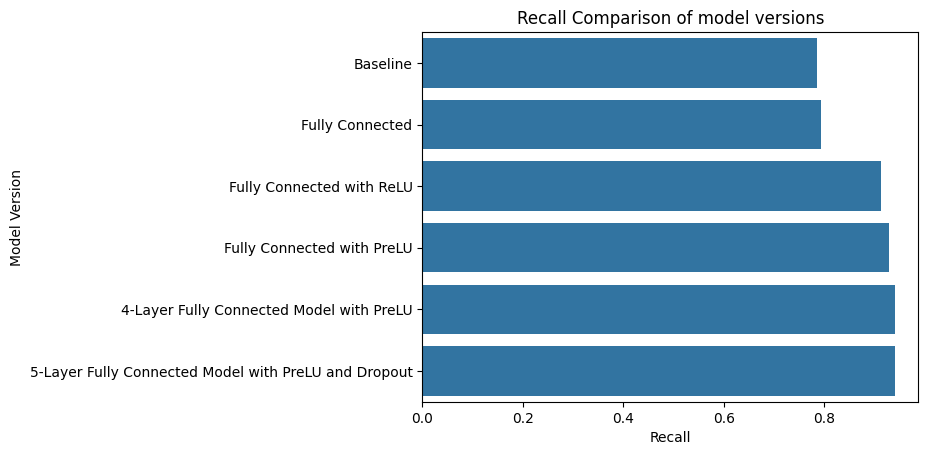 Recall Comparison of model versions
Model Version
Baseline
Fully Connected
Fully Connected with ReLU
Fully Connected with PreLU
4-Layer Fully Connected Model with PreLU
5-Layer Fully Connected Model with PreLU and Dropout
0.0 0.2 0.4 0.6 0.8
Recall